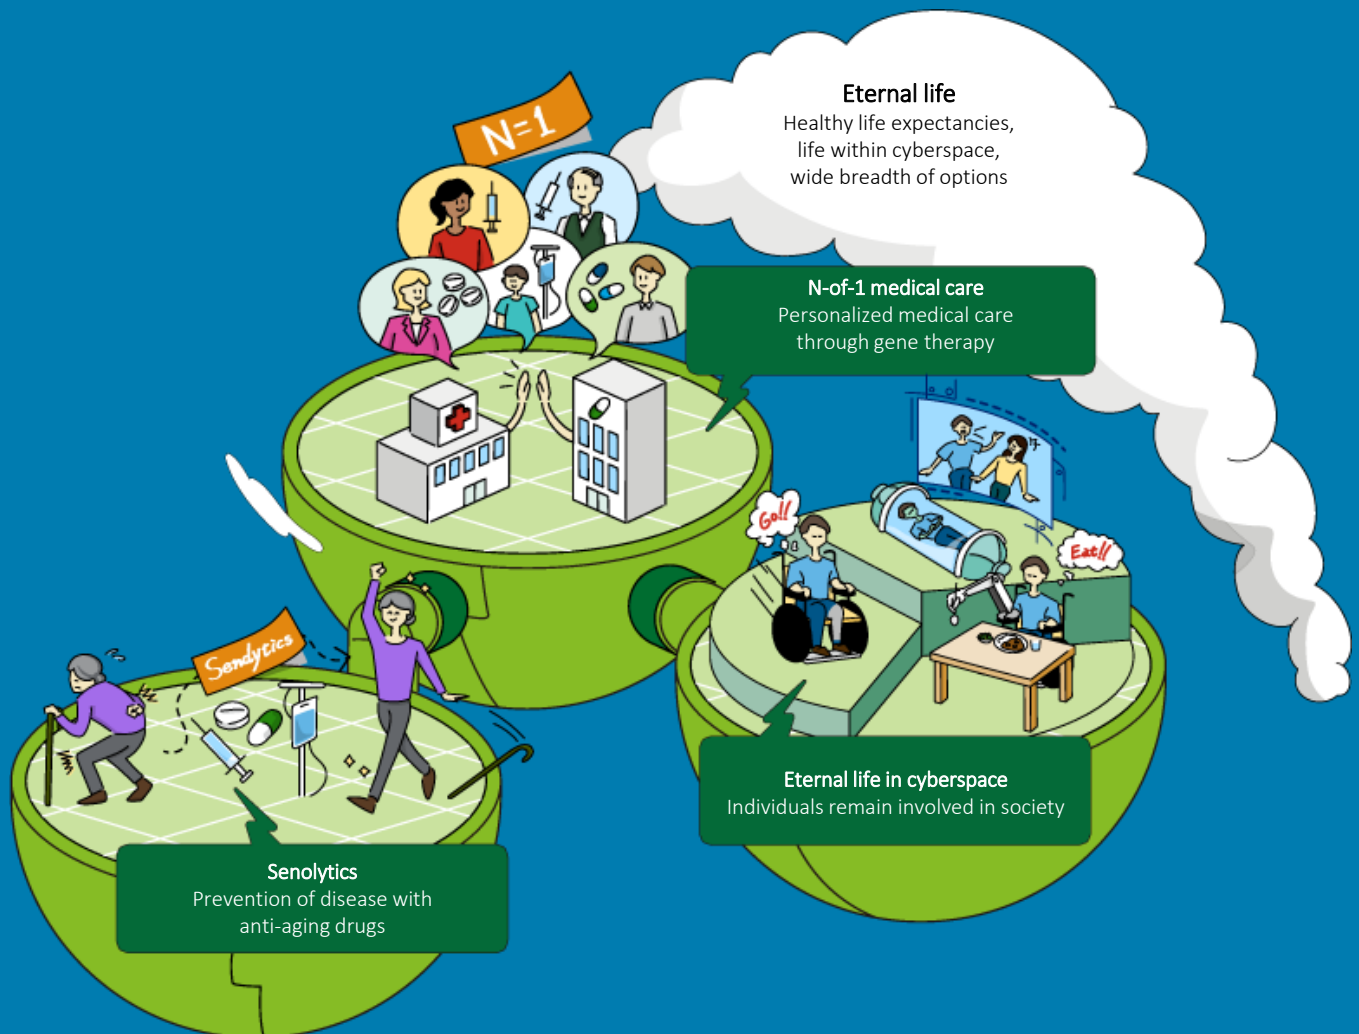 Eternal life
Healthy life expectancies,
life within cyberspace,
wide breadth of options
N=1
N-of-1 medical care
Personalized medical care
through gene therapy
Go!!
Eat!!
Sendytics
Eternal life in cyberspace
Individuals remain involved in society
Senolytics
Prevention of disease with
anti-aging drugs